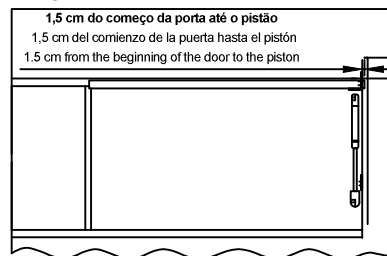 1,5 cm do começo da porta até o pistão
1,5 cm del comienzo de la puerta hasta el pistón
1.5 cm from the beginning of the door to the piston